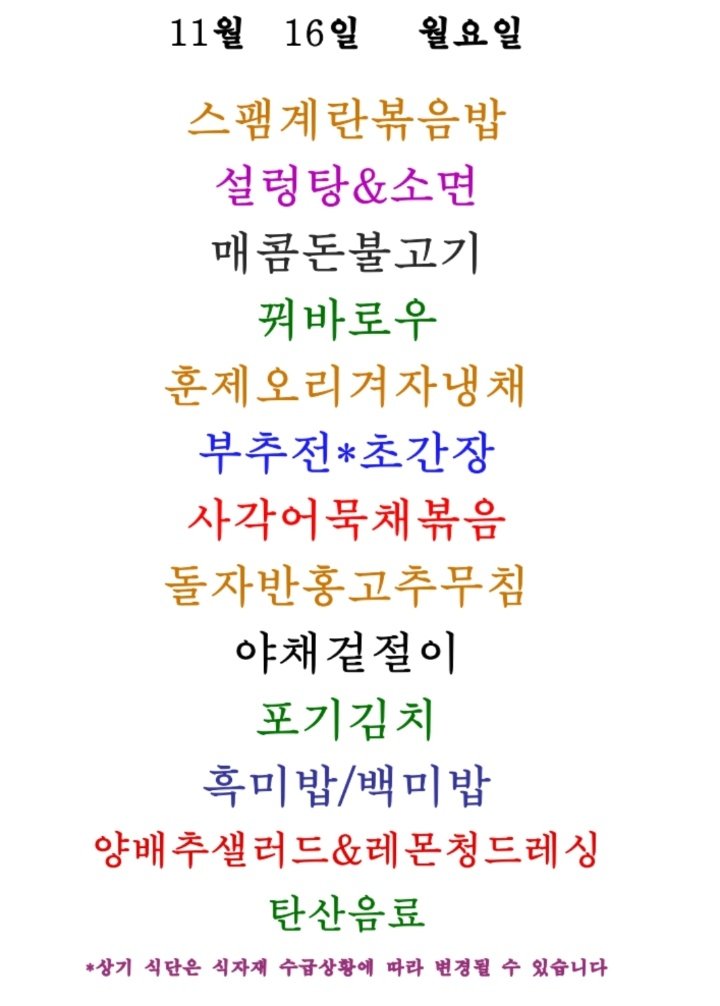 11월 16일 월요일
스팸계란볶음밥
설렁탕&소면
매콤돈불고기
꿔바로우
훈제오리겨자냉채
부추전*초간장
사각어묵채볶음
돌자반홍고추무침
야채겉절이
포기김치
흑미밥/백미밥
양배추샐러드&레몬청드레싱
탄산음료
*상기 식단은 식자재 수급상황에 따라 변경될 수 있습니다